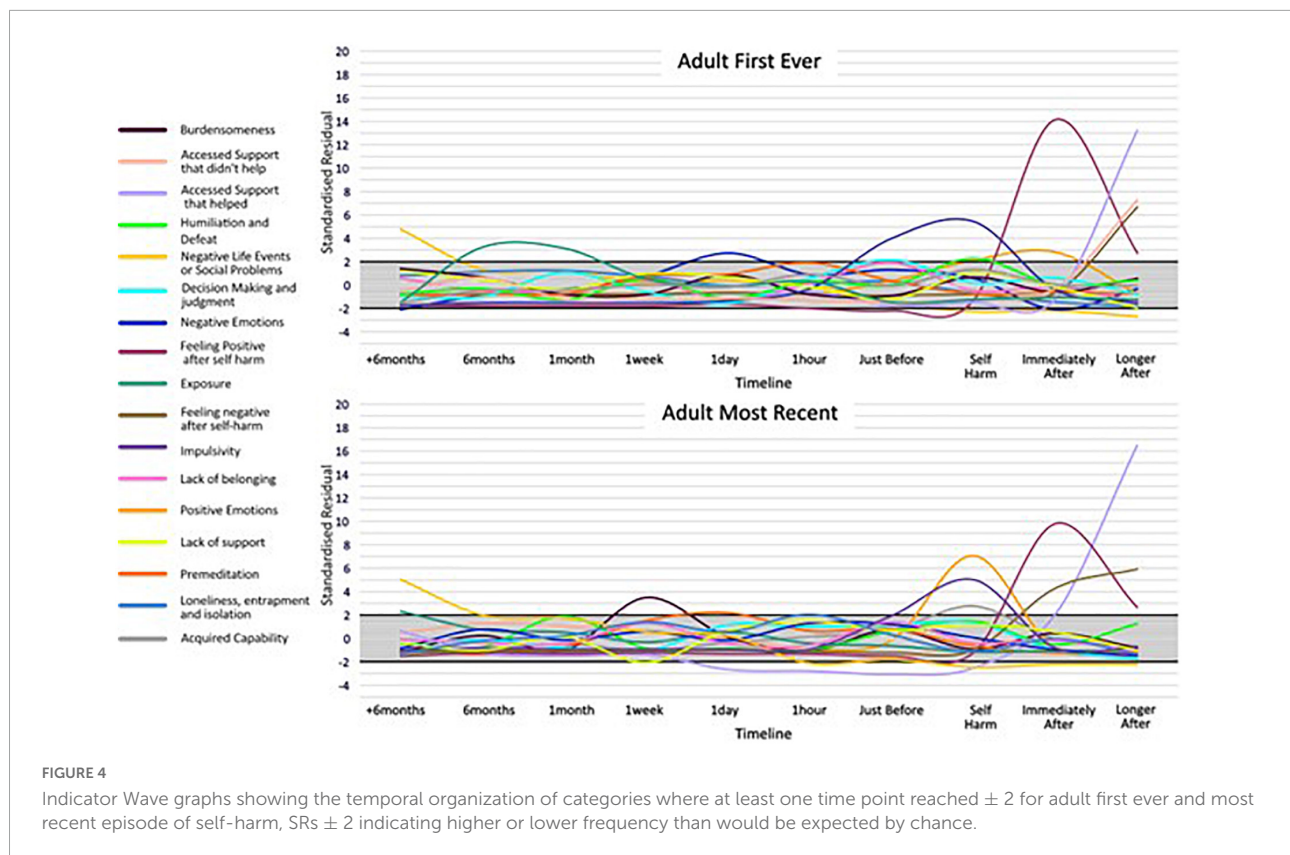 Adult First Ever
20
18
16
14
12
10
8
6
4
2
0
-2
-4
Standardised Residual
+6months 6months 1month 1week 1day 1hour Just Before Self Harm Immediately After Longer After
Timeline
Burdensomeness
Accessed Support
that didn't help
Accessed Support
that helped
Humiliation and
Defeat
Negative Life Events
or Social Problems
Decision Making and
judgment
Negative Emotions
Feeling Positive
after self harm
Exposure
Feeling negative
after self-harm
Impulsivity
Lack of belonging
Positive Emotions
Lack of support
Premeditation
Loneliness, entrapment
and isolation
Acquired Capability
Adult Most Recent
20
18
16
14
12
10
8
6
4
2
0
-2
-4
Standardised Residual
+6months 6months 1month 1week 1day 1hour Just Before Self Harm Immediately After Longer After
Timeline
FIGURE 4
Indicator Wave graphs showing the temporal organization of categories where at least one time point reached ± 2 for adult first ever and most
recent episode of self-harm, SRs ± 2 indicating higher or lower frequency than would be expected by chance.